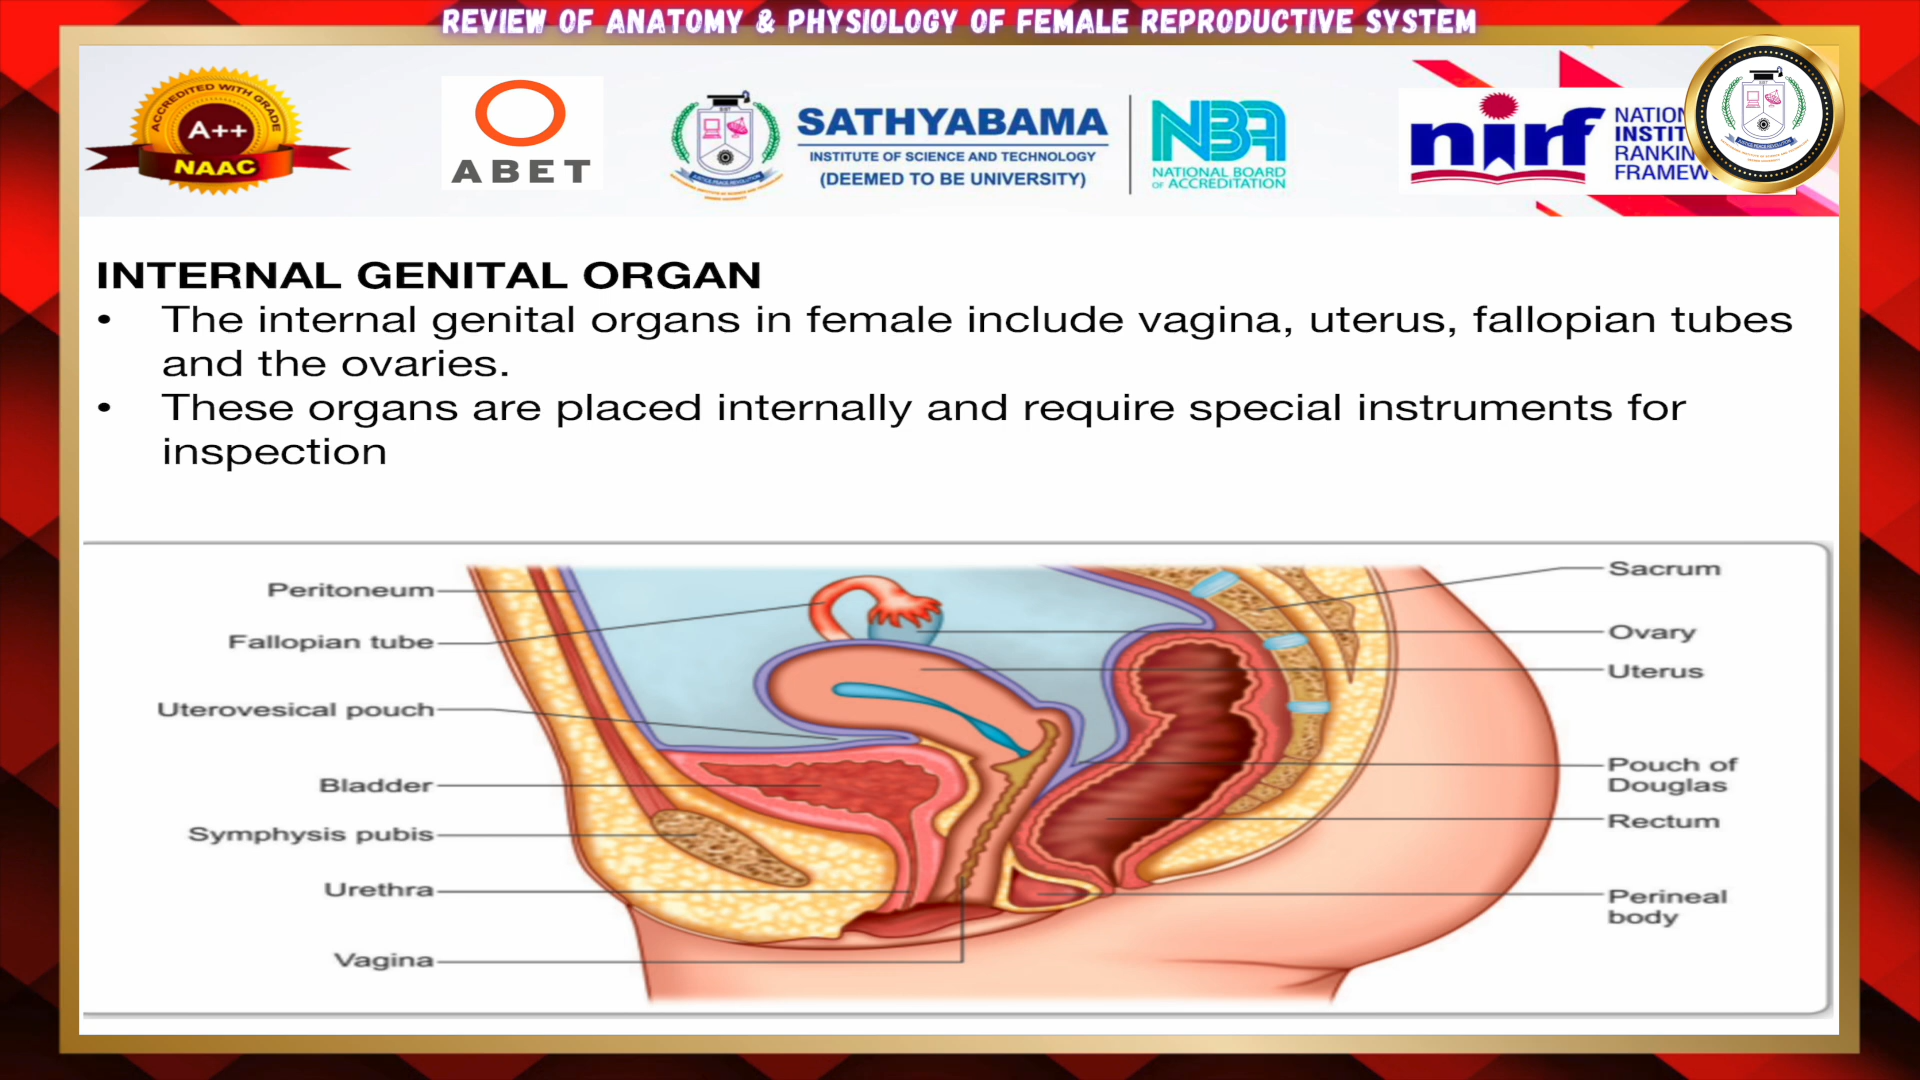 REVIEW OF ANATOMY & PHYSIOLOGY OF FEMALE REPRODUCTIVE SYSTEM
ACCREDITED WITH GRADE
A++
NAAC
ABET
SATHYABAMA
INSTITUTE OF SCIENCE AND TECHNOLOGY
(DEEMED TO BE UNIVERSITY)
NBA
NATIONAL BOARD
OF ACCREDITATION
nirf
NATION
INSTIT
RANKIN
FRAMEW
INTERNAL GENITAL ORGAN
• The internal genital organs in female include vagina, uterus, fallopian tubes
and the ovaries.
• These organs are placed internally and require special instruments for
inspection
Peritoneum
Fallopian tube
Uterovesical pouch
Bladder
Symphysis pubis
Urethra
Vagina
Sacrum
Ovary
Uterus
Pouch of
Douglas
Rectum
Perineal
body